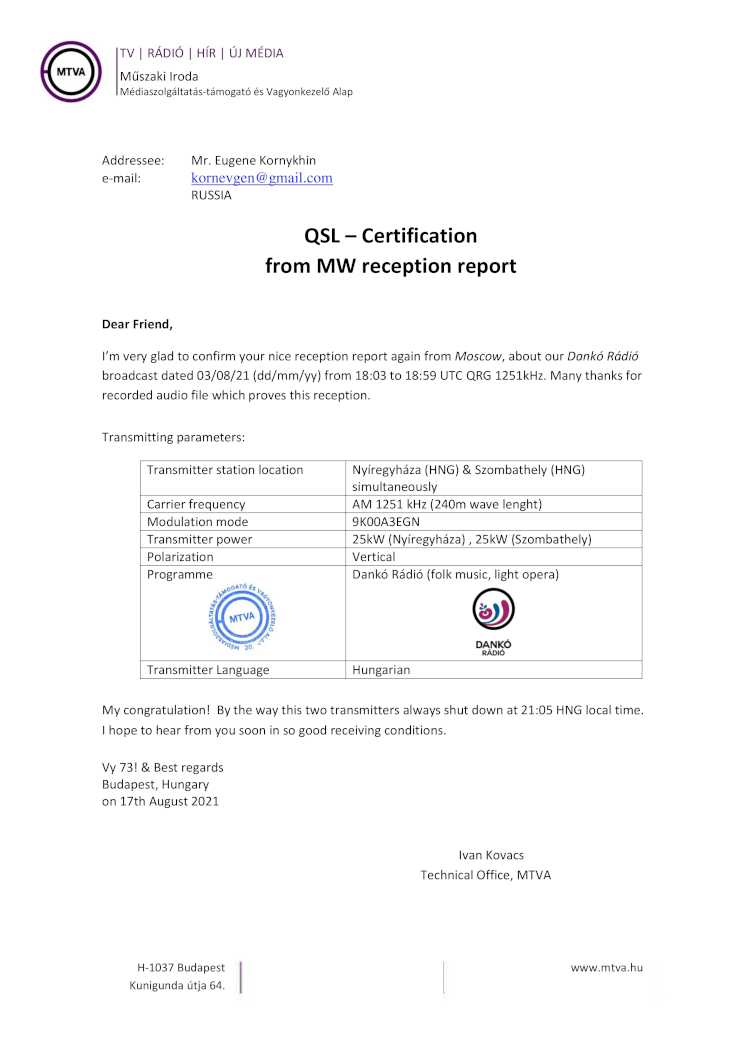 MTVA
TV | RÁDIÓ | HÍR | ÚJ MÉDIA
Műszaki Iroda
Médiaszolgáltatás-támogató és Vagyonkezelő Alap
Addressee: Mr. Eugene Kornykhin
e-mail: kornevgen@gmail.com
RUSSIA
QSL – Certification
from MW reception report
Dear Friend,
I'm very glad to confirm your nice reception report again from Moscow, about our Dankó Rádió
broadcast dated 03/08/21 (dd/mm/yy) from 18:03 to 18:59 UTC QRG 1251kHz. Many thanks for
recorded audio file which proves this reception.
Transmitting parameters:
Transmitter station location Nyíregyháza (HNG) & Szombathely (HNG)
simultaneously
Carrier frequency AM 1251 kHz (240m wave lenght)
Modulation mode 9K00A3EGN
Transmitter power 25kW (Nyíregyháza) , 25kW (Szombathely)
Polarization Vertical
Programme Dankó Rádió (folk music, light opera)
MTVA
DANKÓ
RÁDIÓ
Transmitter Language Hungarian
My congratulation! By the way this two transmitters always shut down at 21:05 HNG local time.
I hope to hear from you soon in so good receiving conditions.
Vy 73! & Best regards
Budapest, Hungary
on 17th August 2021
Ivan Kovacs
Technical Office, MTVA
H-1037 Budapest www.mtva.hu
Kunigunda útja 64.